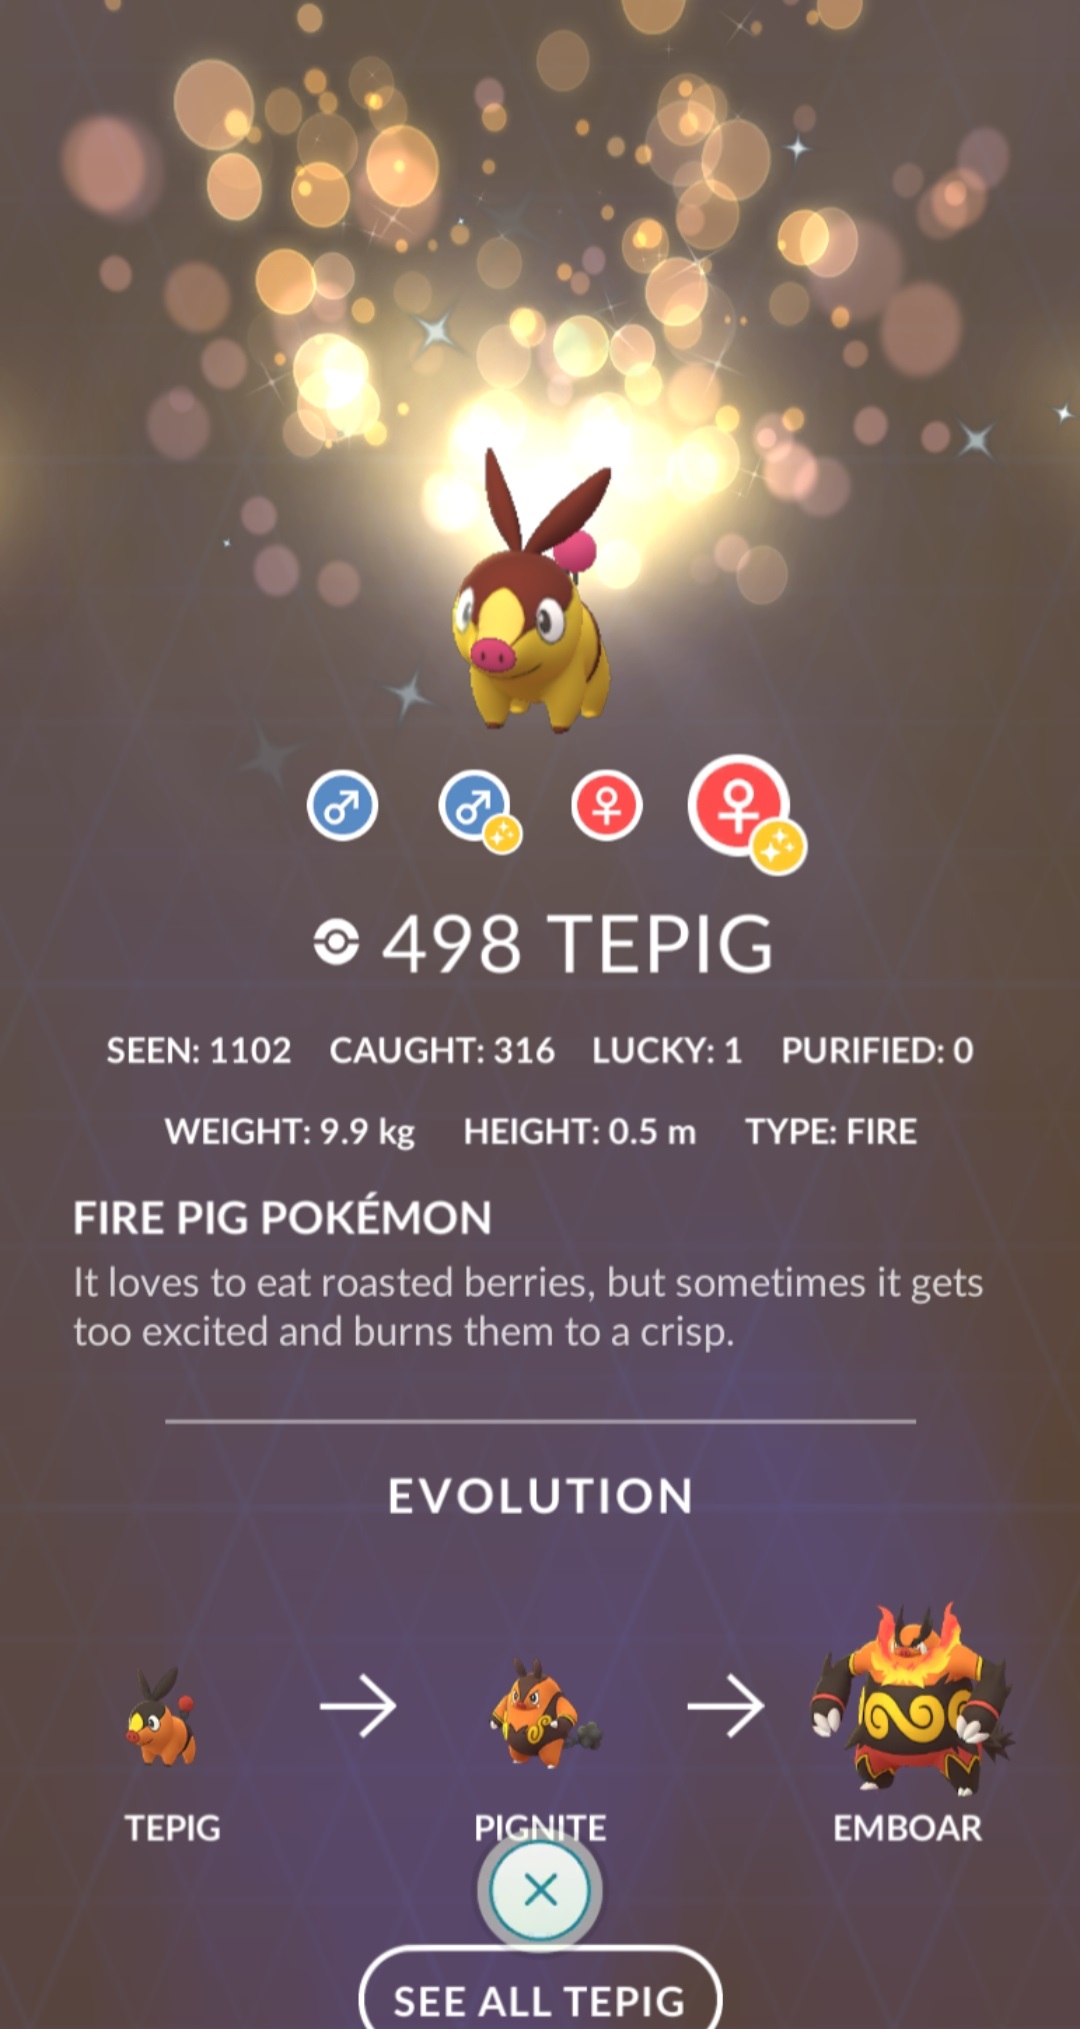 498 TEPIG
SEEN: 1102 CAUGHT: 316 LUCKY: 1 PURIFIED: 0
WEIGHT: 9.9 kg HEIGHT: 0.5 m TYPE: FIRE
FIRE PIG POKÉMON
It loves to eat roasted berries, but sometimes it gets
too excited and burns them to a crisp.
EVOLUTION
TEPIG PIGNITE EMBOAR
SEE ALL TEPIG